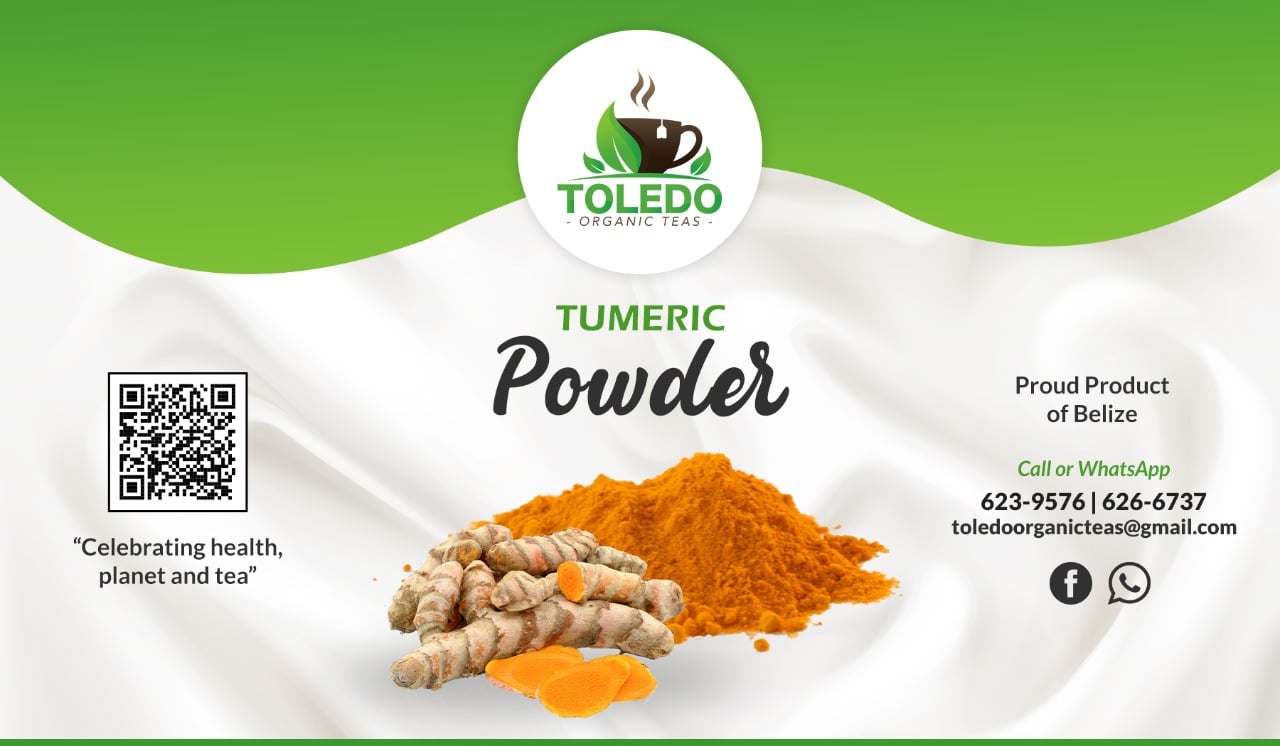 TOLEDO
- ORGANIC TEAS -
TUMERIC
Powder
“Celebrating health,
planet and tea”
Proud Product
of Belize
Call or WhatsApp
623-9576 | 626-6737
toledoorganicteas@gmail.com